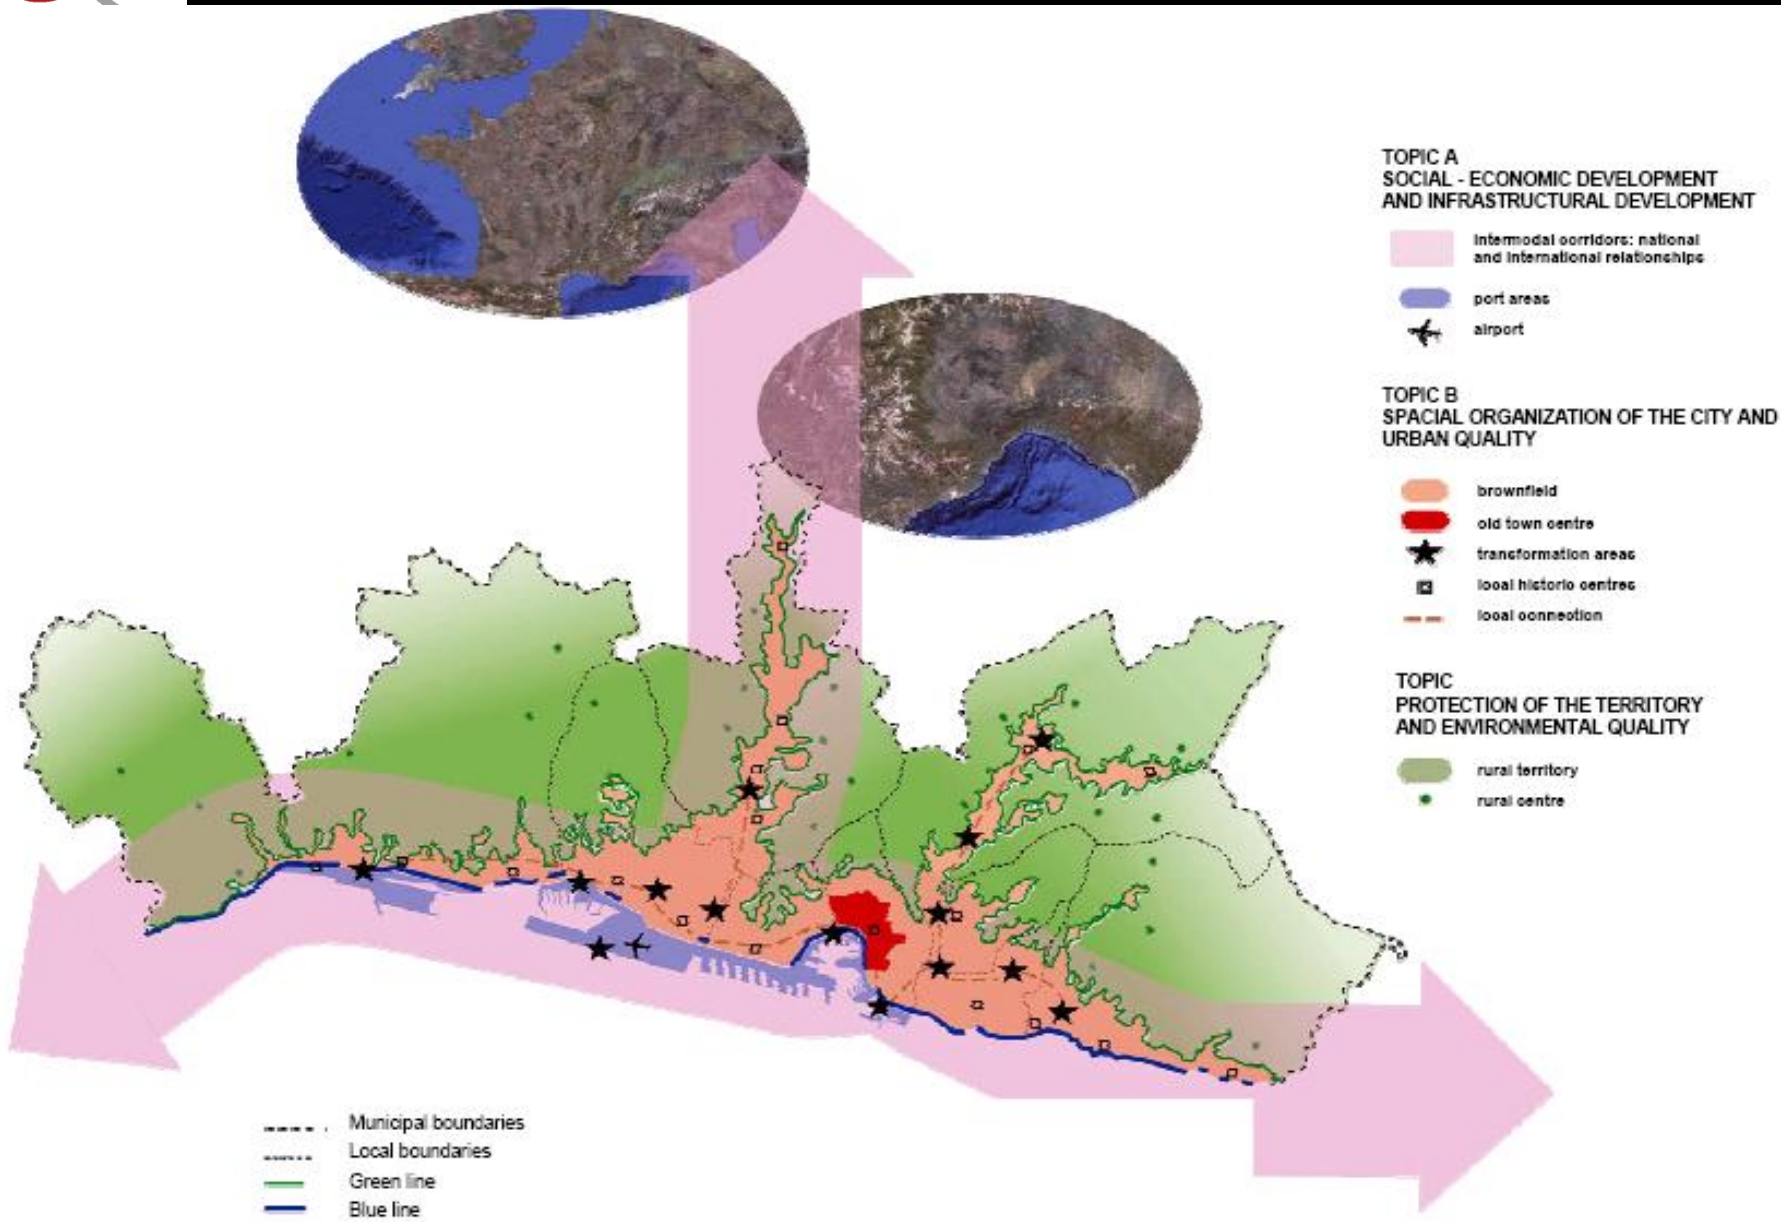 TOPIC A
SOCIAL - ECONOMIC DEVELOPMENT
AND INFRASTRUCTURAL DEVELOPMENT
Intermodal corridors: national
and international relationships
port areas
airport
TOPIC B
SPACIAL ORGANIZATION OF THE CITY AND
URBAN QUALITY
brownfield
old town centre
transformation areas
local historic centres
local connection
TOPIC
PROTECTION OF THE TERRITORY
AND ENVIRONMENTAL QUALITY
rural territory
rural centre
Municipal boundaries
Local boundaries
Green line
Blue line